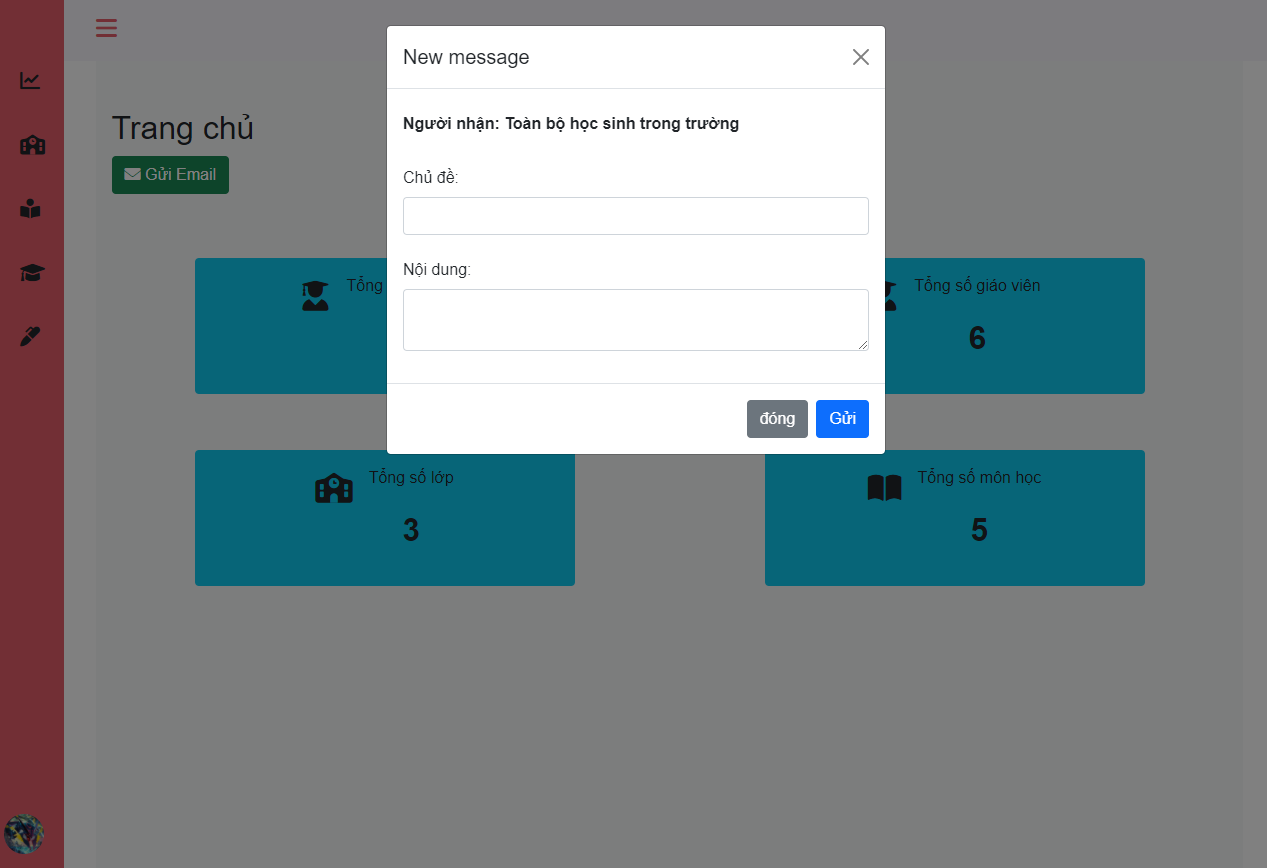 New message
Người nhận: Toàn bộ học sinh trong trường
Chủ đề:
Nội dung:
đóng
Gửi
Trang chủ
Gửi Email
Tổng
Tổng số giáo viên
6
Tổng số lớp
3
Tổng số môn học
5